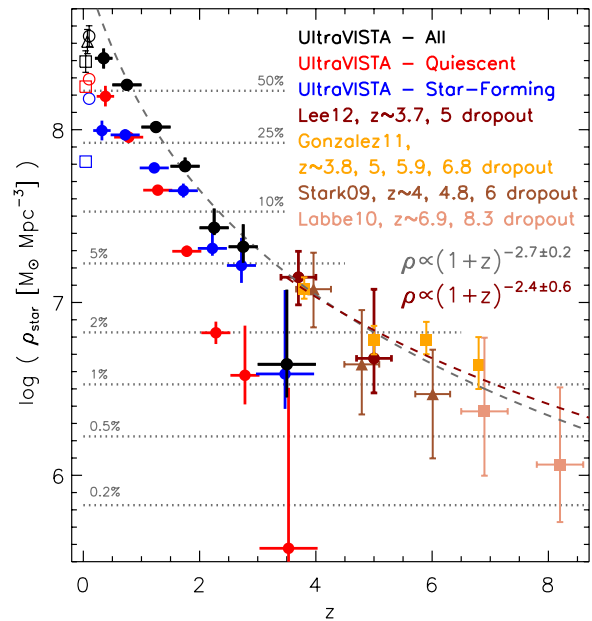 UltraVISTA – All
UltraVISTA – Quiescent
UltraVISTA – Star–Forming
Lee12, z~3.7, 5 dropout
Gonzalez11,
z~3.8, 5, 5.9, 6.8 dropout
Stark09, z~4, 4.8, 6 dropout
Labbe10, z~6.9, 8.3 dropout
ρ∝(1+z)^−2.7±0.2
ρ∝(1+z)^−2.4±0.6
50%
25%
10%
5%
2%
1%
0.5%
0.2%
8
7
6
log ( ρstar [M⊙ Mpc^−3] )
0 2 4 6 8
z